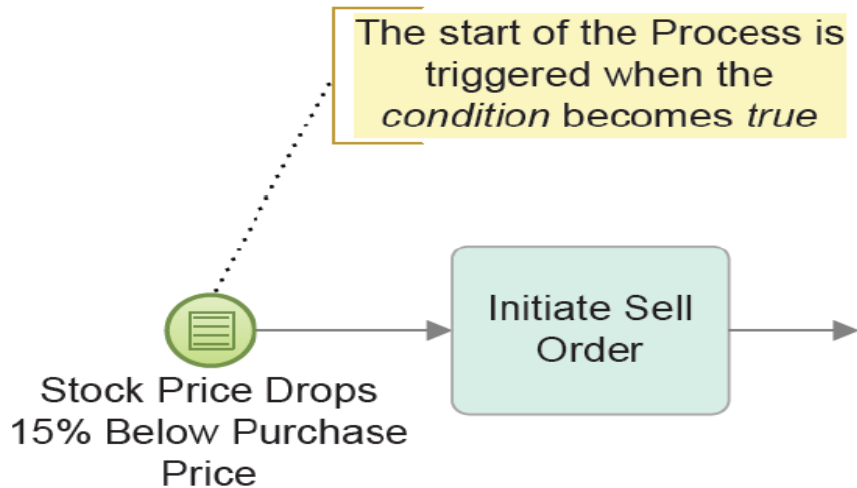 The start of the Process is
triggered when the
condition becomes true
Initiate Sell
Order
Stock Price Drops
15% Below Purchase
Price